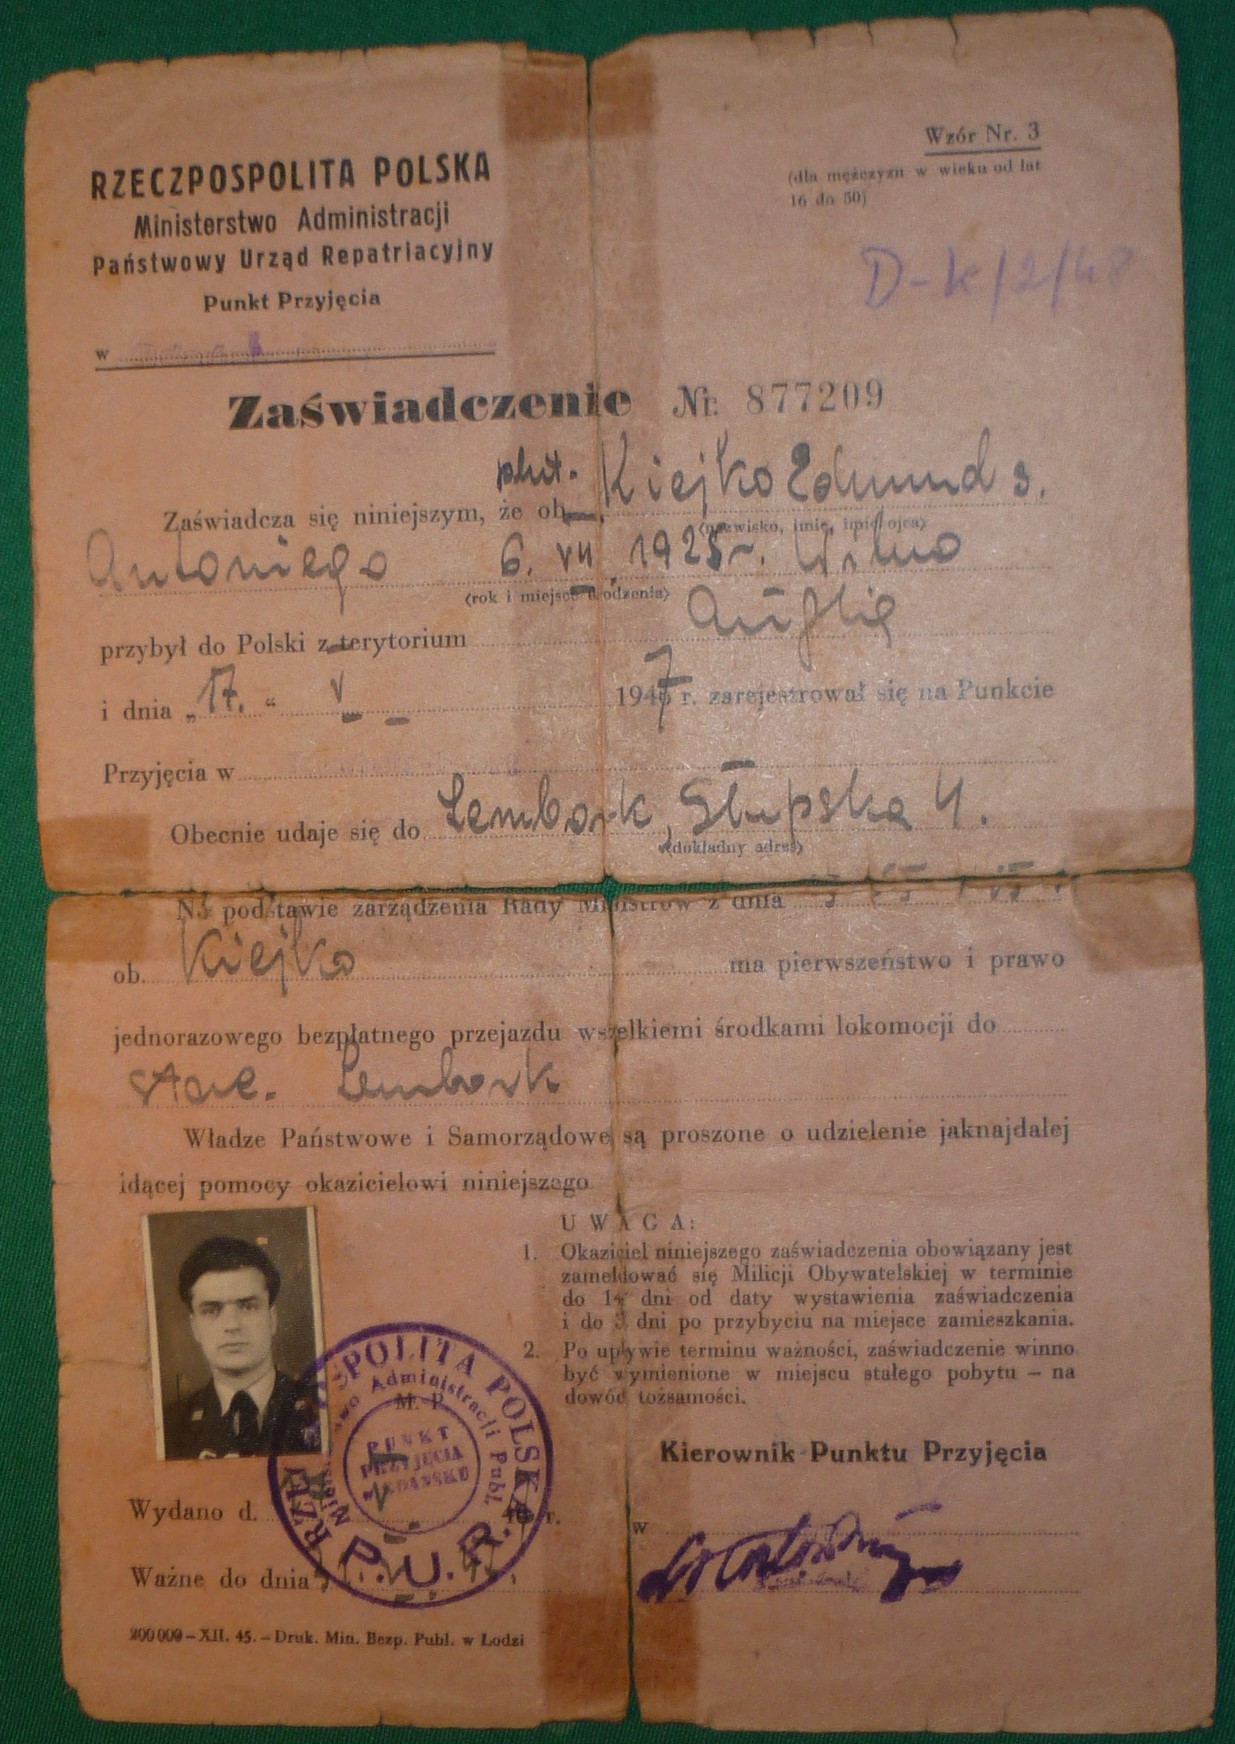 RZECZPOSPOLITA POLSKA
Ministerstwo Administracji
Państwowy Urząd Repatriacyjny
Punkt Przyjęcia
w
Wzór Nr. 3
(dla mężczyzn w wieku od lat
16 do 50)
D-K/2/48
Zaświadczenie Nr. 877209
plut. Kiejko Edmund s.
Zaświadcza się niniejszym, że ob.
(nazwisko, imię, imię ojca)
Antoniego 6. VII 1925 r. Wilno
(rok i miejsce urodzenia)
przybył do Polski z terytorium Anglię
i dnia „17.“ V 1947 r. zarejestrował się na Punkcie
Przyjęcia w
Obecnie udaje się do Lembork, Słupska 4.
(dokładny adres)
Na podstawie zarządzenia Rady Ministrów z dnia
ob. Kiejko ma pierwszeństwo i prawo
jednorazowego bezpłatnego przejazdu wszelkiemi środkami lokomocji do
stac. Lembork
Władze Państwowe i Samorządowe są proszone o udzielenie jaknajdalej
idącej pomocy okazicielowi niniejszego
UWAGA:
1. Okaziciel niniejszego zaświadczenia obowiązany jest
zameldować się Milicji Obywatelskiej w terminie
do 14 dni od daty wystawienia zaświadczenia
i do 3 dni po przybyciu na miejsce zamieszkania.
2. Po upływie terminu ważności, zaświadczenie winno
być wymienione w miejscu stałego pobytu – na
dowód tożsamości.
M. P.
RZECZPOSPOLITA POLSKA
Ministerstwo Administracji Publ.
PUNKT
PRZYJĘCIA
w GDAŃSKU
P.U.R.
Kierownik Punktu Przyjęcia
Wydano d. V r.
w
Ważne do dnia
200 000 – XII. 45. – Druk. Min. Bezp. Publ. w Łodzi